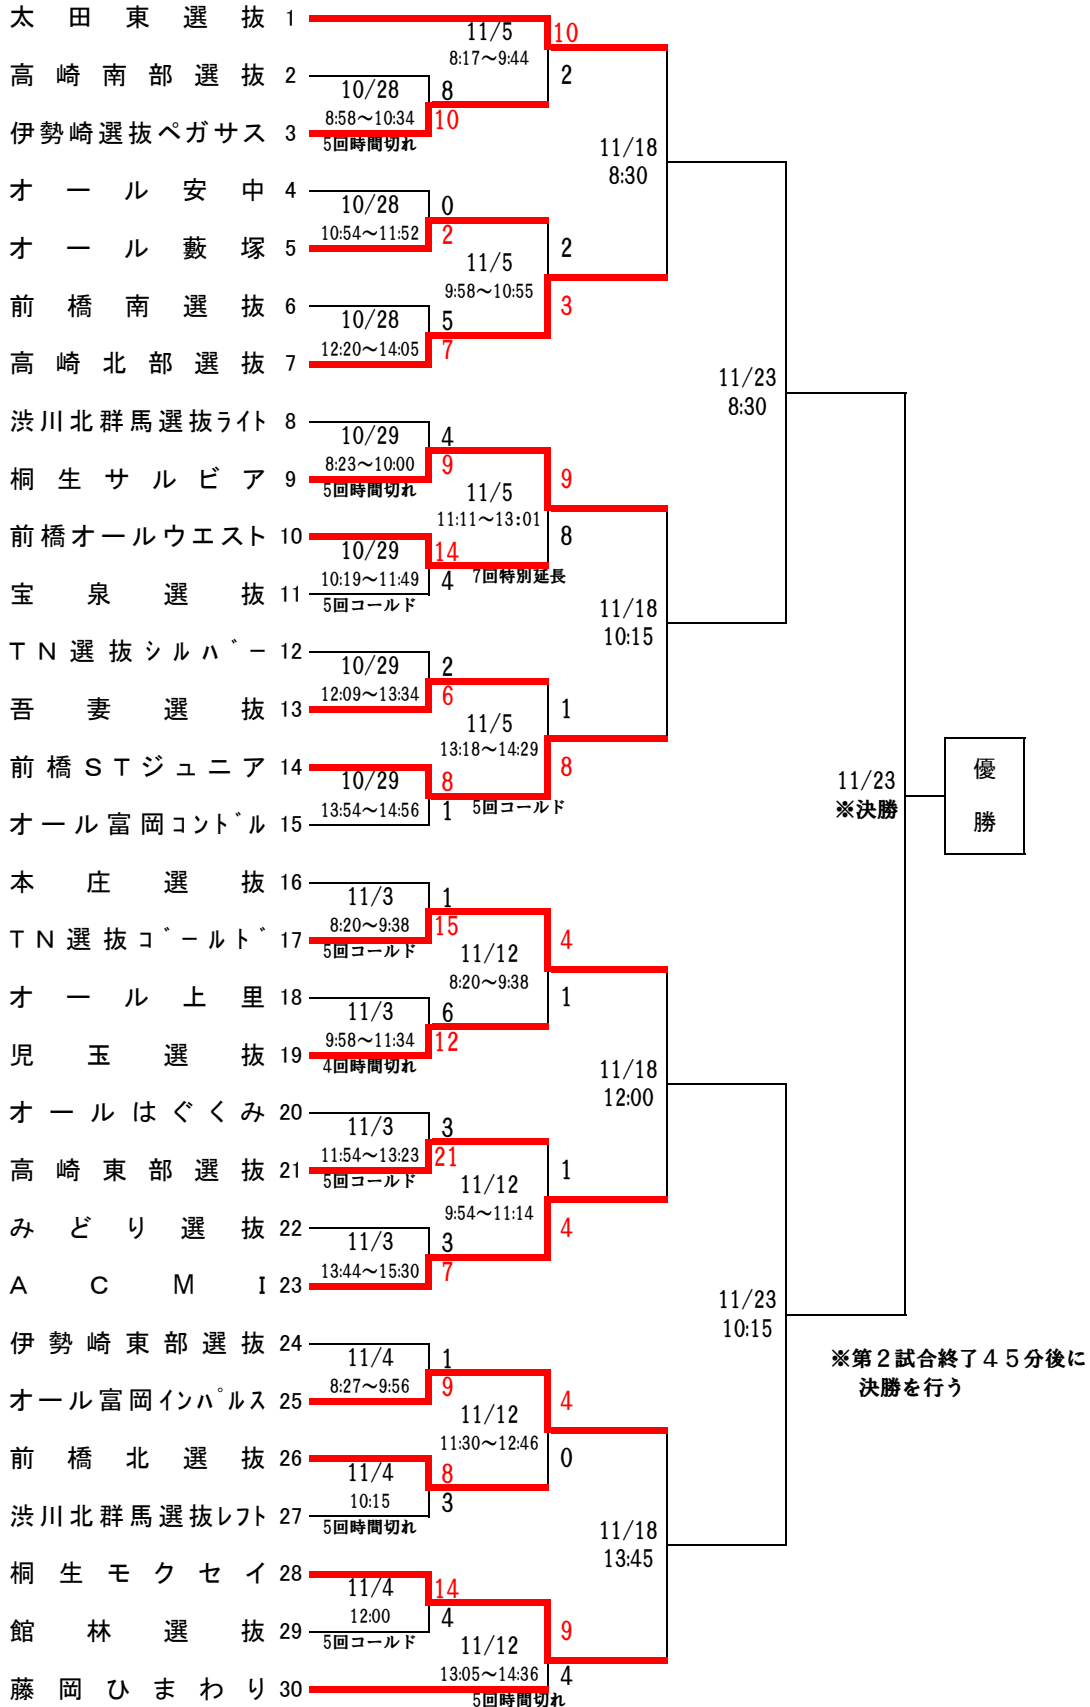 太田東選抜 1
11/5
8:17～9:44
10
2
高崎南部選抜 2
10/28
8:58～10:34
5回時間切れ
8
10
伊勢崎選抜ペガサス 3
11/18
8:30
オール安中 4
10/28
10:54～11:52
0
2
オール藪塚 5
11/5
9:58～10:55
2
3
前橋南選抜 6
10/28
12:20～14:05
5
7
高崎北部選抜 7
11/23
8:30
渋川北群馬選抜ライト 8
10/29
8:23～10:00
5回時間切れ
4
9
桐生サルビア 9
11/5
11:11～13:01
7回特別延長
9
8
前橋オールウエスト 10
10/29
10:19～11:49
5回コールド
14
4
宝泉選抜 11
11/18
10:15
TN選抜シルバー 12
10/29
12:09～13:34
2
6
吾妻選抜 13
11/5
13:18～14:29
5回コールド
1
8
前橋STジュニア 14
10/29
13:54～14:56
8
1
オール富岡コンドル 15
11/23
※決勝
優
勝
本庄選抜 16
11/3
8:20～9:38
5回コールド
1
15
TN選抜ゴールド 17
11/12
8:20～9:38
4
1
オール上里 18
11/3
9:58～11:34
4回時間切れ
6
12
児玉選抜 19
11/18
12:00
オールはぐくみ 20
11/3
11:54～13:23
5回コールド
3
21
高崎東部選抜 21
11/12
9:54～11:14
1
4
みどり選抜 22
11/3
13:44～15:30
3
7
ACMI 23
11/23
10:15
伊勢崎東部選抜 24
11/4
8:27～9:56
1
9
※第2試合終了45分後に
決勝を行う
オール富岡インパルス 25
11/12
11:30～12:46
4
0
前橋北選抜 26
11/4
10:15
5回時間切れ
8
3
渋川北群馬選抜レフト 27
11/18
13:45
桐生モクセイ 28
11/4
12:00
5回コールド
14
4
館林選抜 29
11/12
13:05～14:36
5回時間切れ
9
4
藤岡ひまわり 30